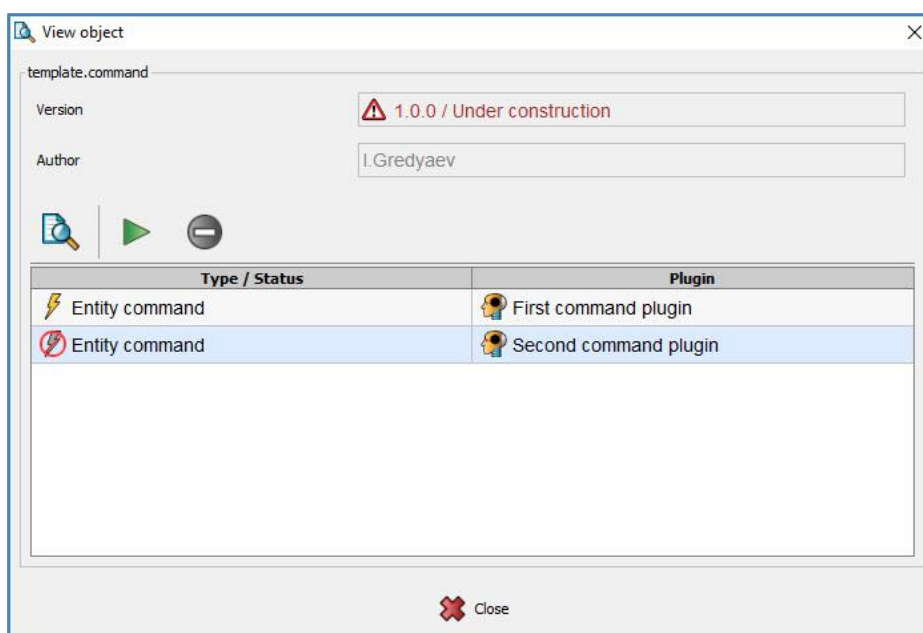 View object
template.command
Version 1.0.0 / Under construction
Author I.Gredyaev
Type / Status Plugin
Entity command First command plugin
Entity command Second command plugin
Close